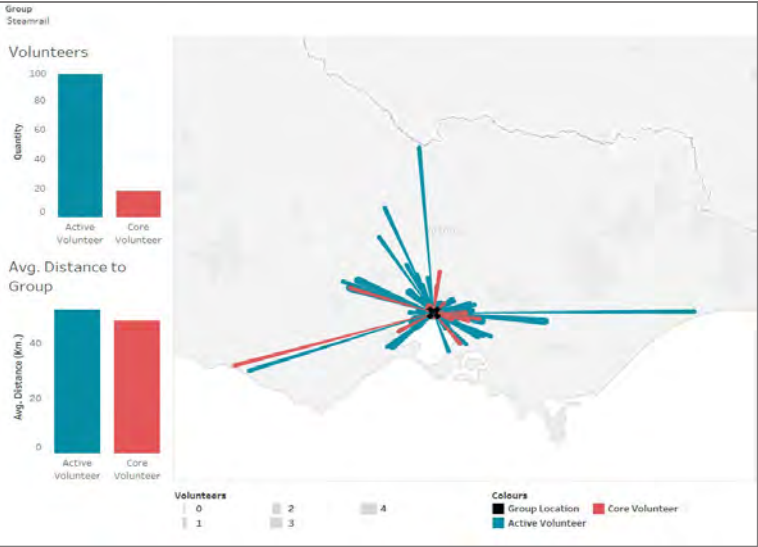 Group
Steamrail
Volunteers
100
80
60
40
20
0
Quantity
Active
Volunteer
Core
Volunteer
Avg. Distance to
Group
40
20
0
Avg. Distance (Km.)
Active
Volunteer
Core
Volunteer
Volunteers
0
1
2
3
4
Colours
Group Location
Core Volunteer
Active Volunteer